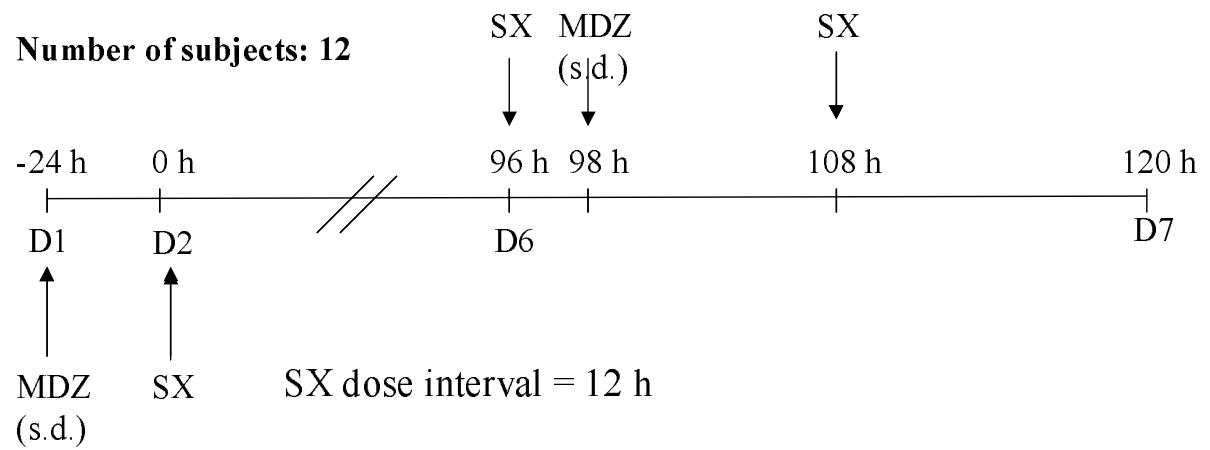 SX MDZ SX
Number of subjects: 12 (s.d.)
-24 h 0 h 96 h 98 h 108 h 120 h
D1 D2 D6 D7
MDZ SX SX dose interval = 12 h
(s.d.)